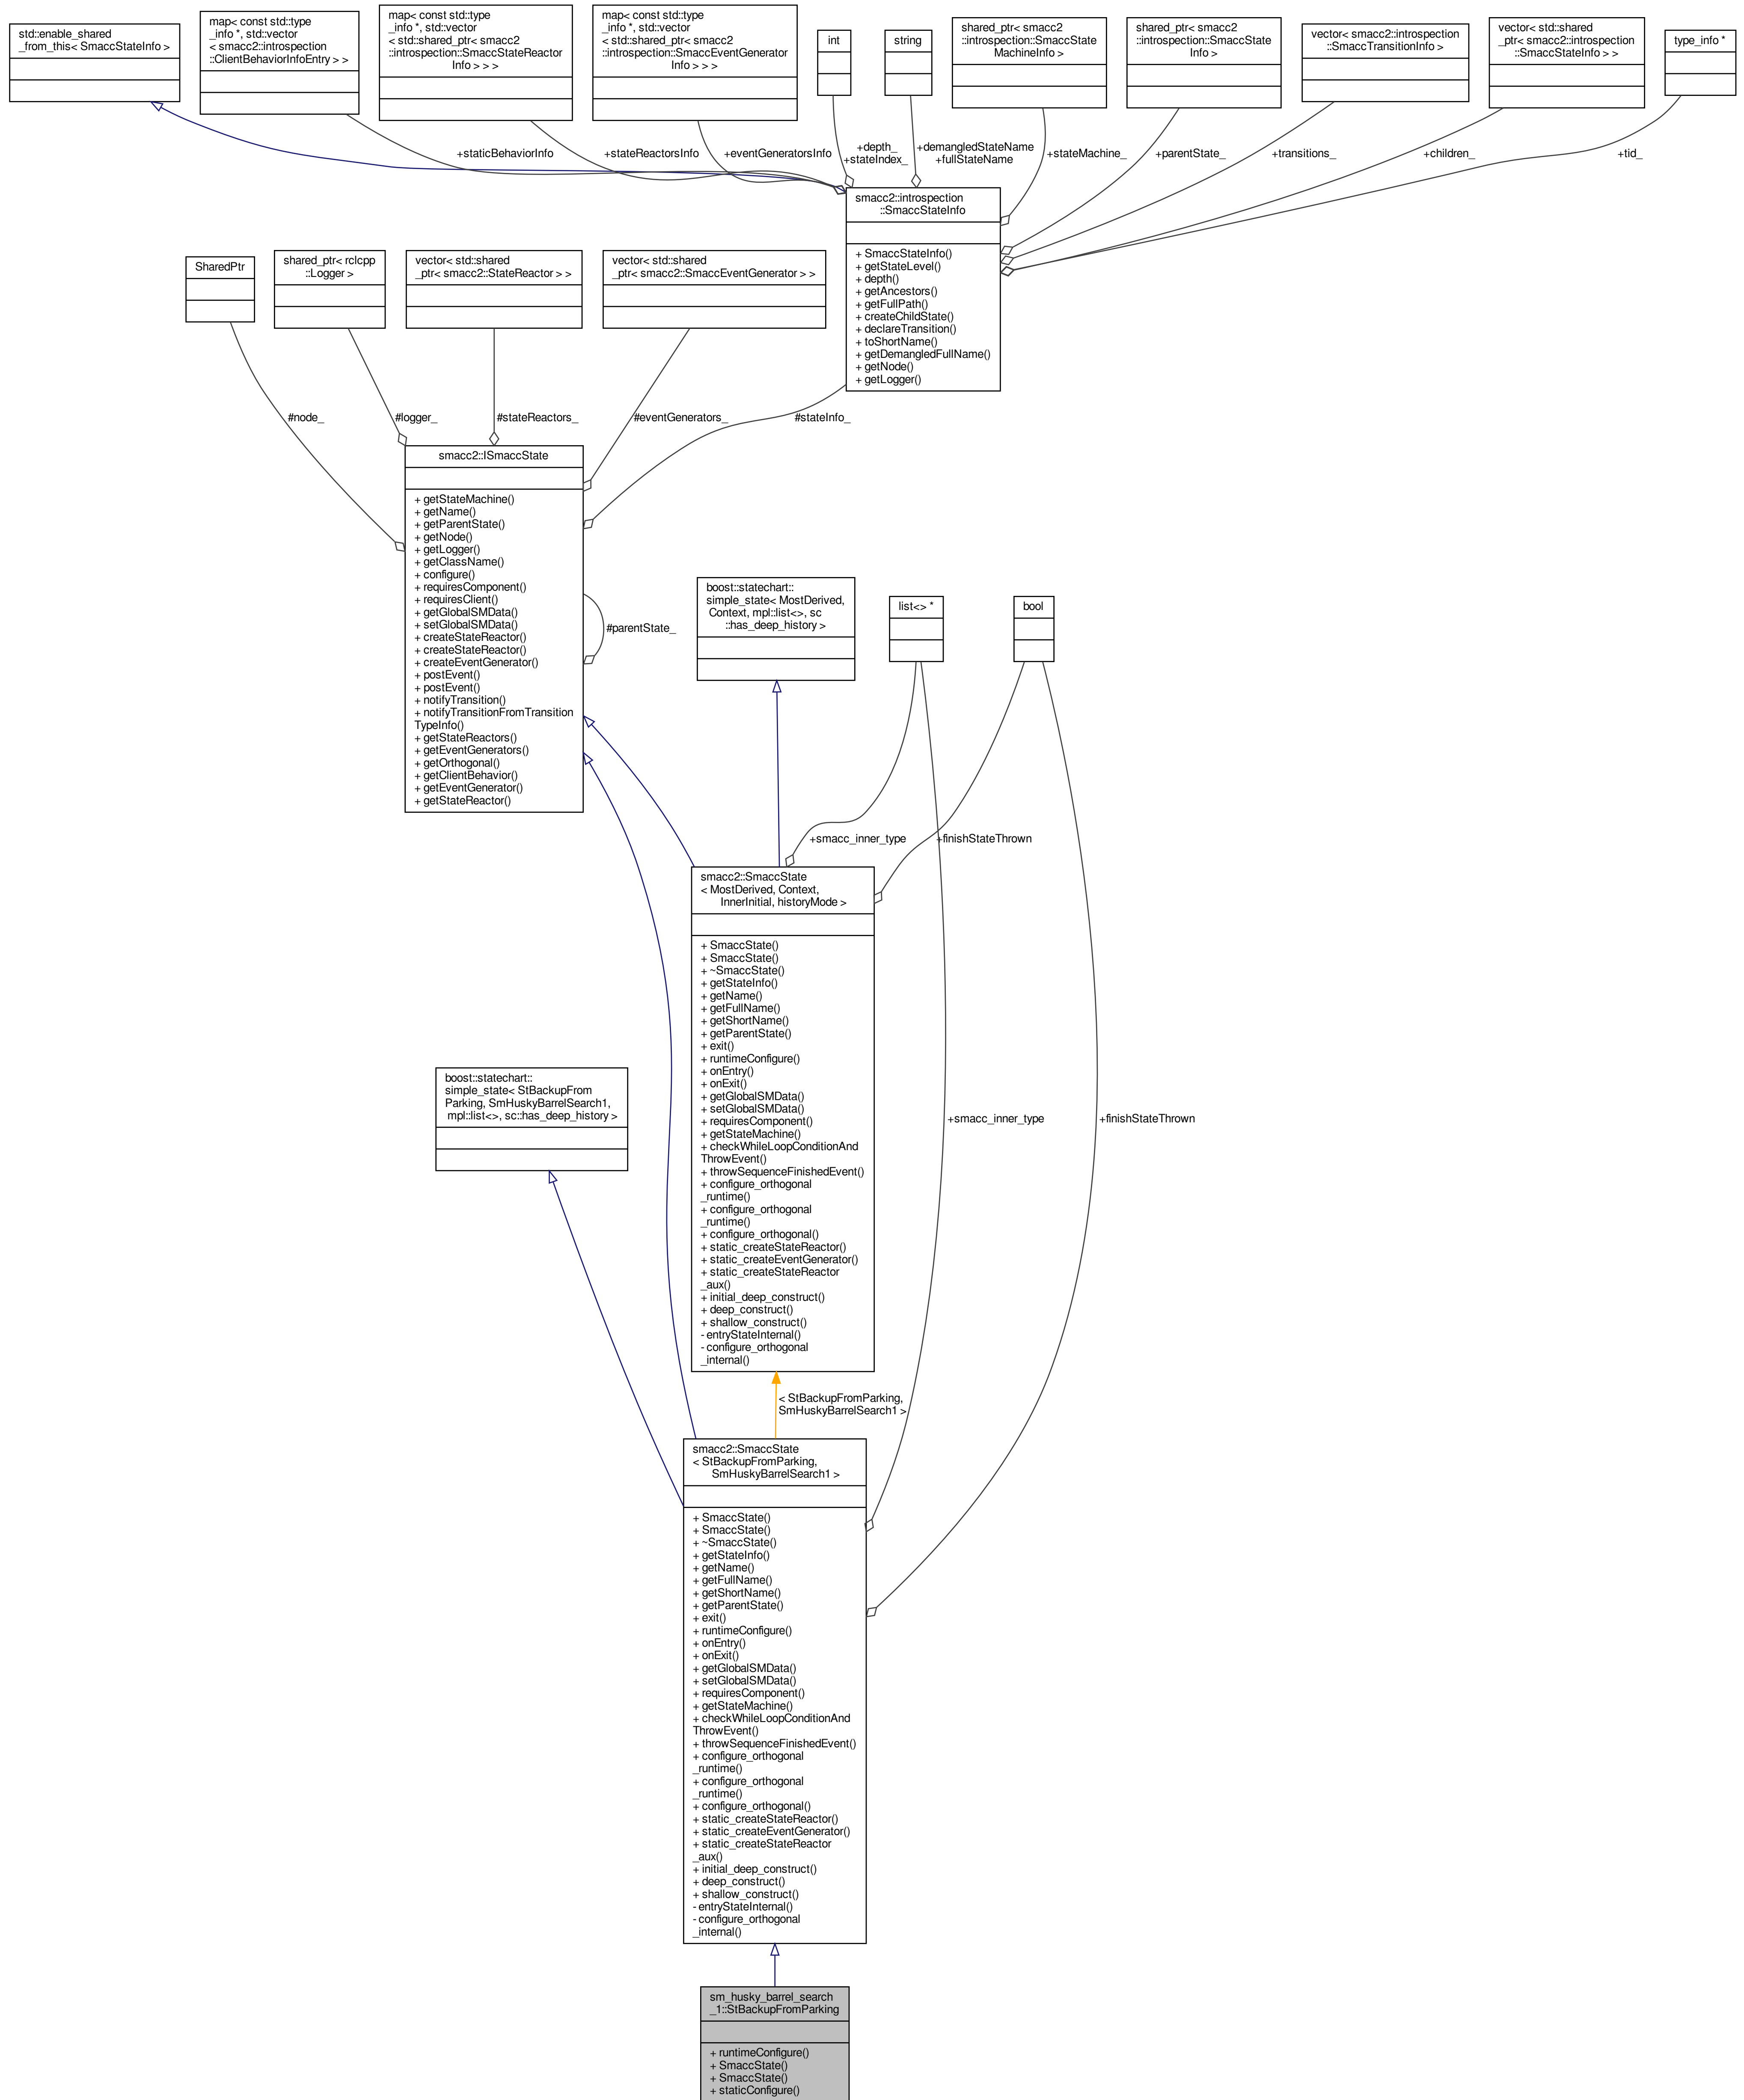 std::enable_shared
_from_this< SmaccStateInfo >
map< const std::type
_info *, std::vector
< smacc2::introspection
::ClientBehaviorInfoEntry > >
map< const std::type
_info *, std::vector
< std::shared_ptr< smacc2
::introspection::SmaccStateReactor
Info > > >
map< const std::type
_info *, std::vector
< std::shared_ptr< smacc2
::introspection::SmaccEventGenerator
Info > > >
int
string
shared_ptr< smacc2
::introspection::SmaccState
MachineInfo >
shared_ptr< smacc2
::introspection::SmaccState
Info >
vector< smacc2::introspection
::SmaccTransitionInfo >
vector< std::shared
_ptr< smacc2::introspection
::SmaccStateInfo > >
type_info *
+staticBehaviorInfo
+stateReactorsInfo
+eventGeneratorsInfo
+depth_
+stateIndex_
+demangledStateName
+fullStateName
+stateMachine_
+parentState_
+transitions_
+children_
+tid_
smacc2::introspection
::SmaccStateInfo
+ SmaccStateInfo()
+ getStateLevel()
+ depth()
+ getAncestors()
+ getFullPath()
+ createChildState()
+ declareTransition()
+ toShortName()
+ getDemangledFullName()
+ getNode()
+ getLogger()
SharedPtr
shared_ptr< rclcpp
::Logger >
vector< std::shared
_ptr< smacc2::StateReactor > >
vector< std::shared
_ptr< smacc2::SmaccEventGenerator > >
#node_
#logger_
#stateReactors_
#eventGenerators_
#stateInfo_
smacc2::ISmaccState
+ getStateMachine()
+ getName()
+ getParentState()
+ getNode()
+ getLogger()
+ getClassName()
+ configure()
+ requiresComponent()
+ requiresClient()
+ getGlobalSMData()
+ setGlobalSMData()
+ createStateReactor()
+ createStateReactor()
+ createEventGenerator()
+ postEvent()
+ postEvent()
+ notifyTransition()
+ notifyTransitionFromTransition
TypeInfo()
+ getStateReactors()
+ getEventGenerators()
+ getOrthogonal()
+ getClientBehavior()
+ getEventGenerator()
+ getStateReactor()
#parentState_
boost::statechart::
simple_state< MostDerived,
Context, mpl::list<>, sc
::has_deep_history >
list<> *
bool
+smacc_inner_type
+finishStateThrown
smacc2::SmaccState
< MostDerived, Context,
InnerInitial, historyMode >
+ SmaccState()
+ SmaccState()
+ ~SmaccState()
+ getStateInfo()
+ getName()
+ getFullName()
+ getShortName()
+ getParentState()
+ exit()
+ runtimeConfigure()
+ onEntry()
+ onExit()
+ getGlobalSMData()
+ setGlobalSMData()
+ requiresComponent()
+ getStateMachine()
+ checkWhileLoopConditionAnd
ThrowEvent()
+ throwSequenceFinishedEvent()
+ configure_orthogonal
_runtime()
+ configure_orthogonal
_runtime()
+ configure_orthogonal()
+ static_createStateReactor()
+ static_createEventGenerator()
+ static_createStateReactor
_aux()
+ initial_deep_construct()
+ deep_construct()
+ shallow_construct()
- entryStateInternal()
- configure_orthogonal
_internal()
boost::statechart::
simple_state< StBackupFrom
Parking, SmHuskyBarrelSearch1,
mpl::list<>, sc::has_deep_history >
+smacc_inner_type
+finishStateThrown
< StBackupFromParking,
SmHuskyBarrelSearch1 >
smacc2::SmaccState
< StBackupFromParking,
SmHuskyBarrelSearch1 >
+ SmaccState()
+ SmaccState()
+ ~SmaccState()
+ getStateInfo()
+ getName()
+ getFullName()
+ getShortName()
+ getParentState()
+ exit()
+ runtimeConfigure()
+ onEntry()
+ onExit()
+ getGlobalSMData()
+ setGlobalSMData()
+ requiresComponent()
+ getStateMachine()
+ checkWhileLoopConditionAnd
ThrowEvent()
+ throwSequenceFinishedEvent()
+ configure_orthogonal
_runtime()
+ configure_orthogonal
_runtime()
+ configure_orthogonal()
+ static_createStateReactor()
+ static_createEventGenerator()
+ static_createStateReactor
_aux()
+ initial_deep_construct()
+ deep_construct()
+ shallow_construct()
- entryStateInternal()
- configure_orthogonal
_internal()
sm_husky_barrel_search
_1::StBackupFromParking
+ runtimeConfigure()
+ SmaccState()
+ SmaccState()
+ staticConfigure()